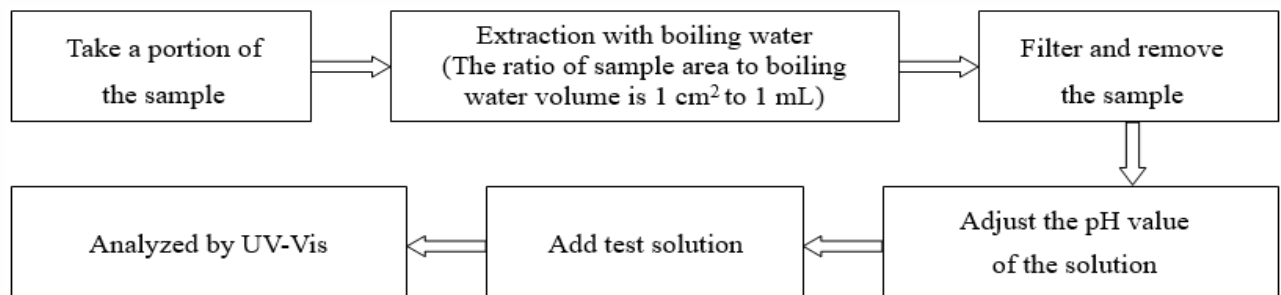 Take a portion of
the sample
Extraction with boiling water
(The ratio of sample area to boiling
water volume is 1 cm² to 1 mL)
Filter and remove
the sample
Adjust the pH value
of the solution
Add test solution
Analyzed by UV-Vis